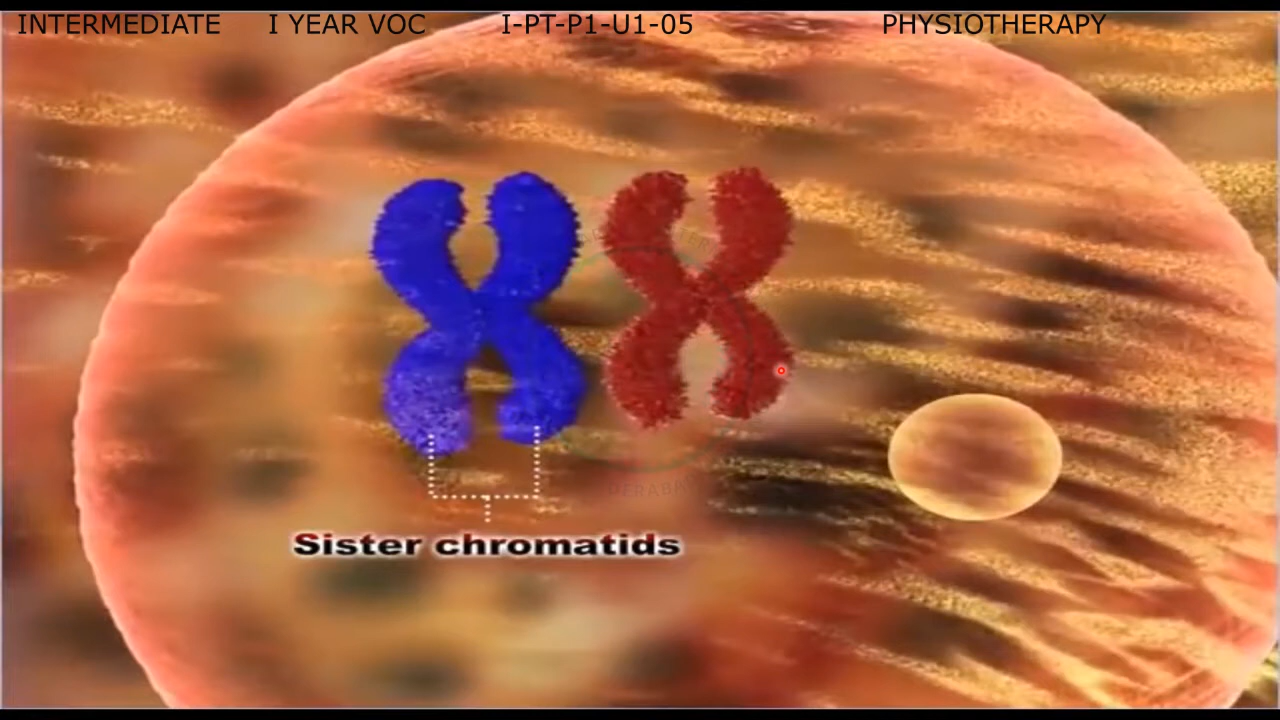 INTERMEDIATE I YEAR VOC I-PT-P1-U1-05 PHYSIOTHERAPY
Sister chromatids